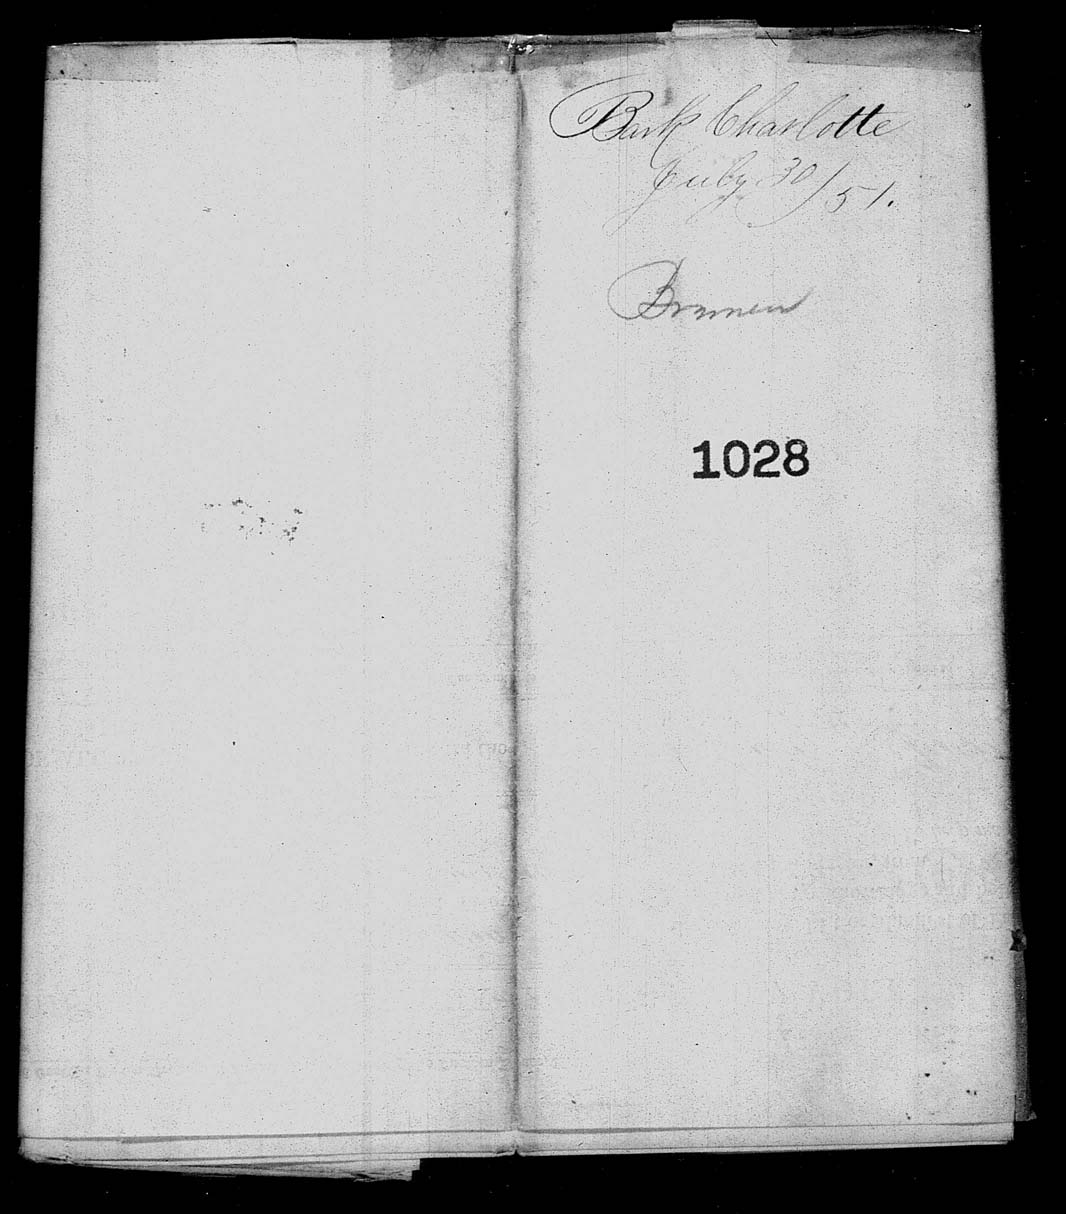 Bark Charlotte
July 30/51.
Bremen
1028